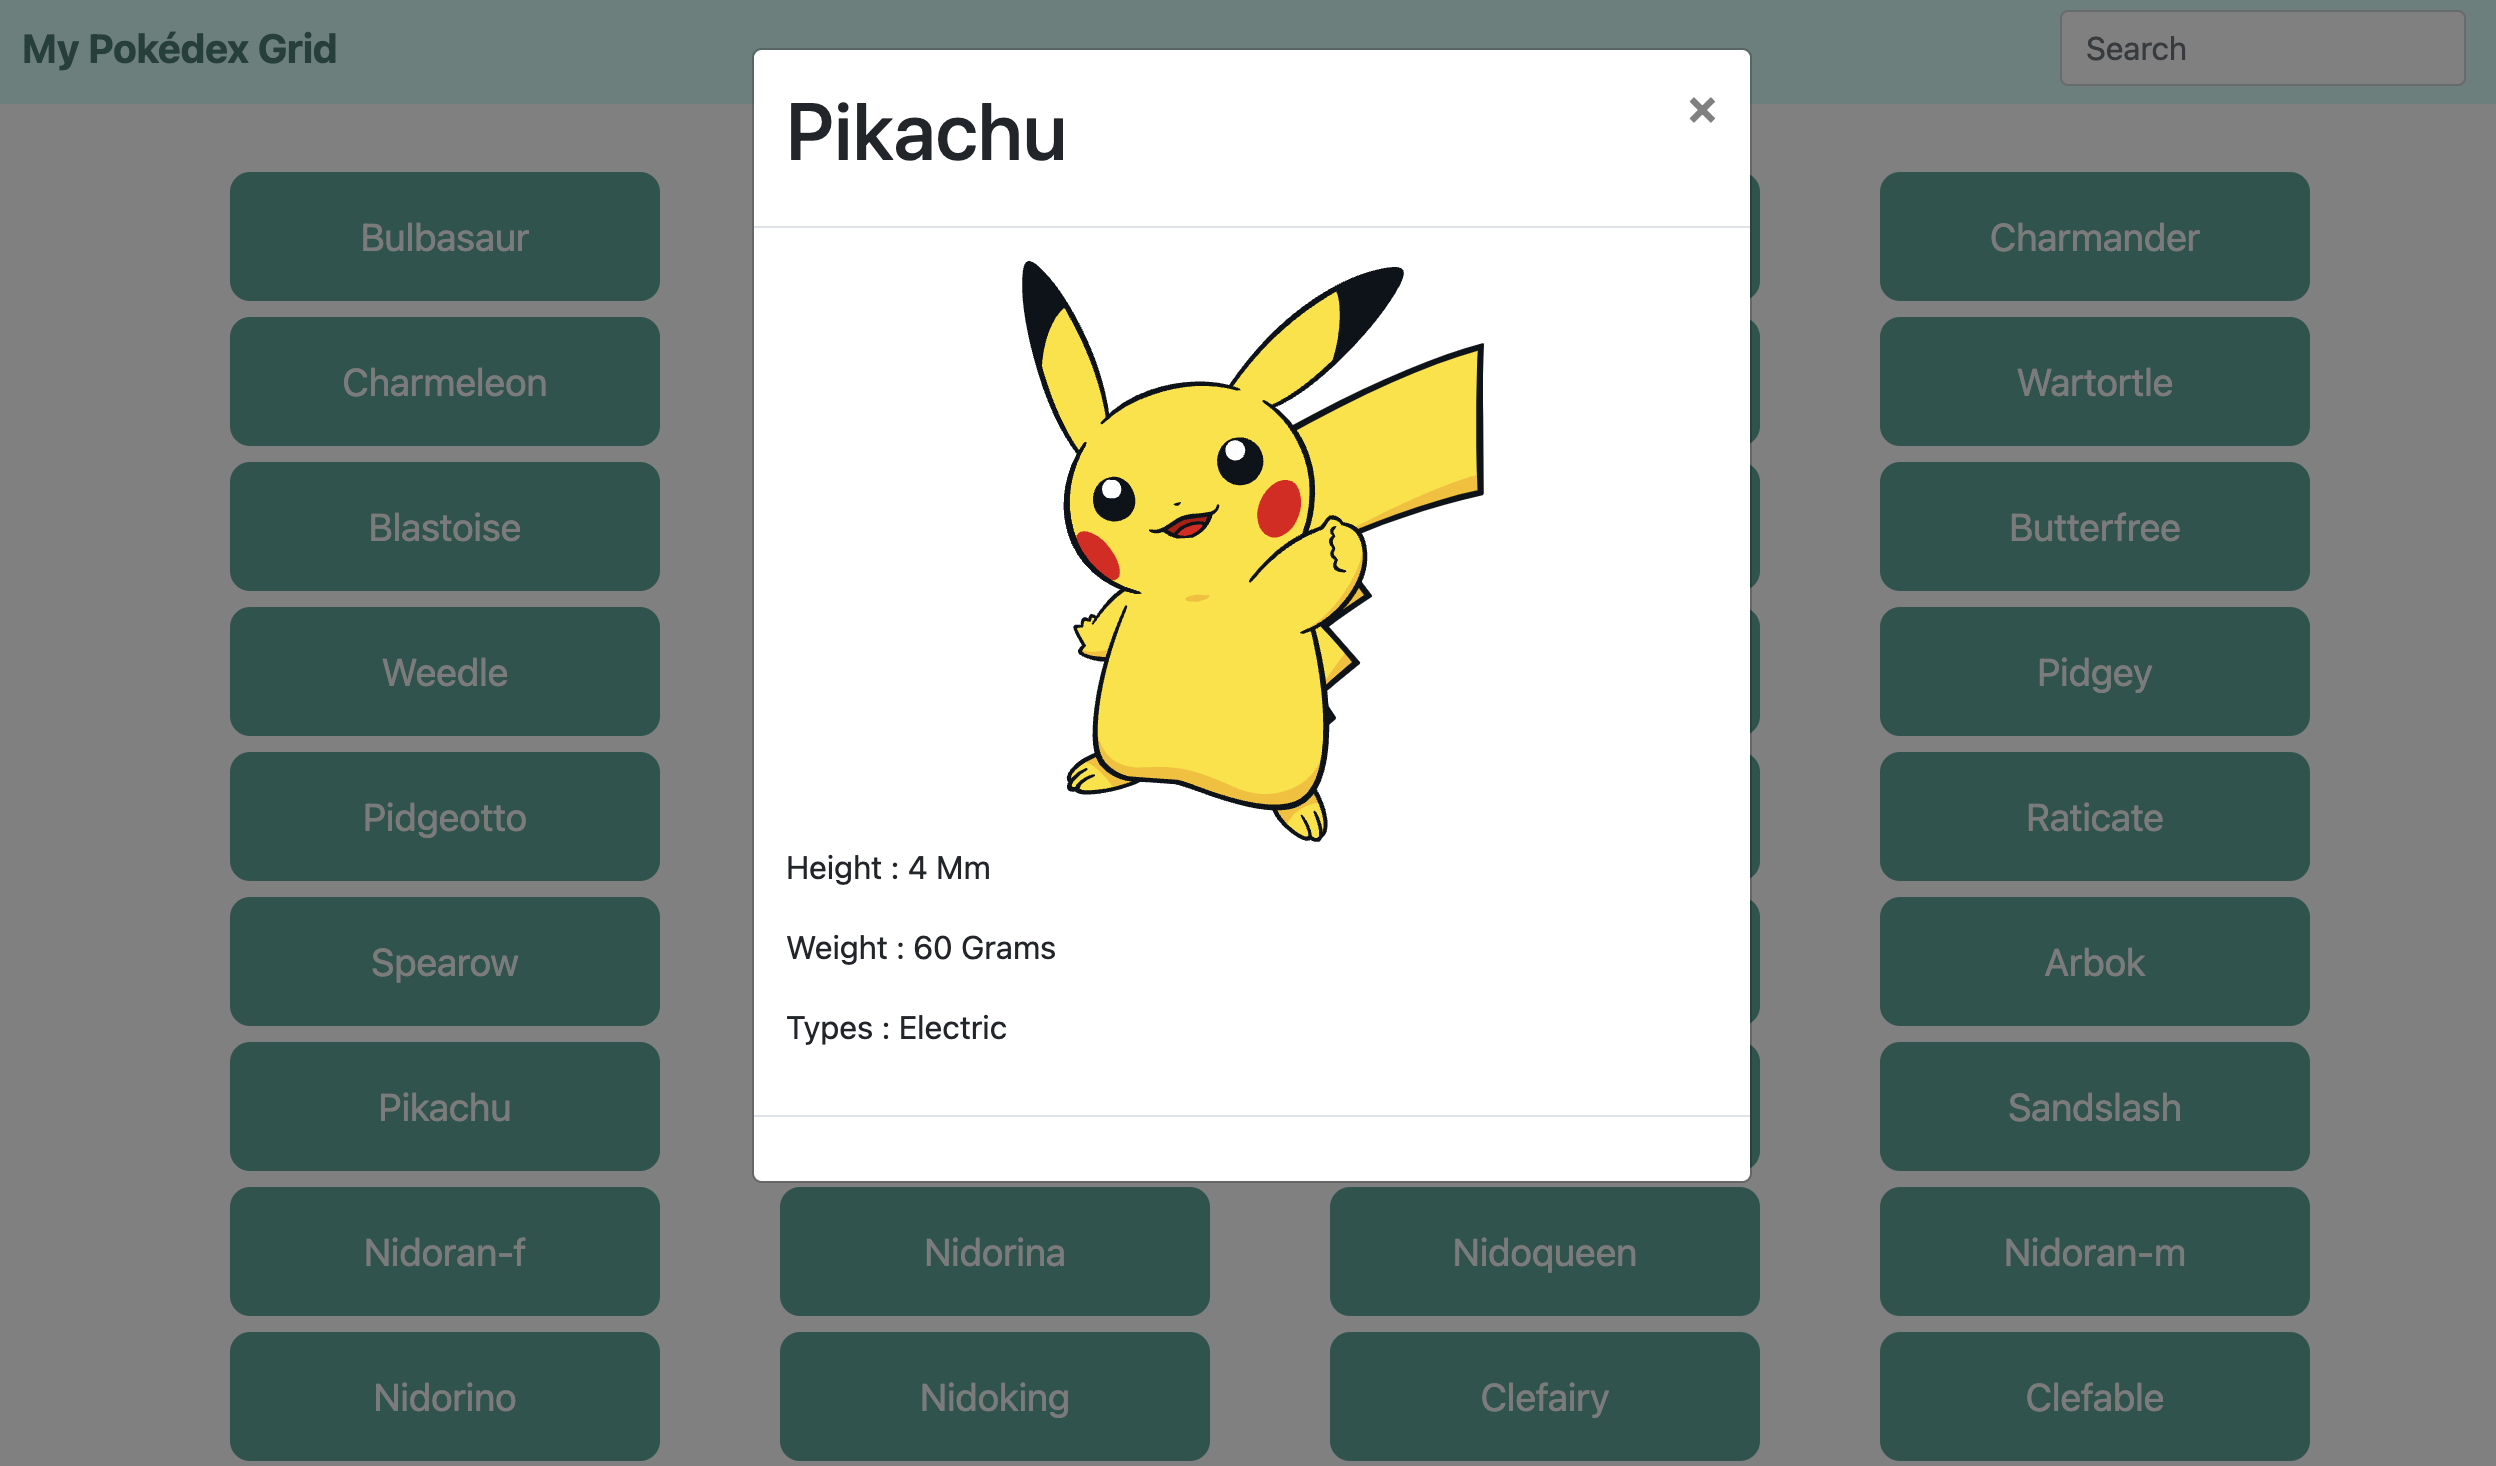 My Pokédex Grid
Search
Pikachu
×
Height : 4 Mm
Weight : 60 Grams
Types : Electric
Bulbasaur
Charmander
Charmeleon
Wartortle
Blastoise
Butterfree
Weedle
Pidgey
Pidgeotto
Raticate
Spearow
Arbok
Pikachu
Sandslash
Nidoran-f
Nidorina
Nidoqueen
Nidoran-m
Nidorino
Nidoking
Clefairy
Clefable